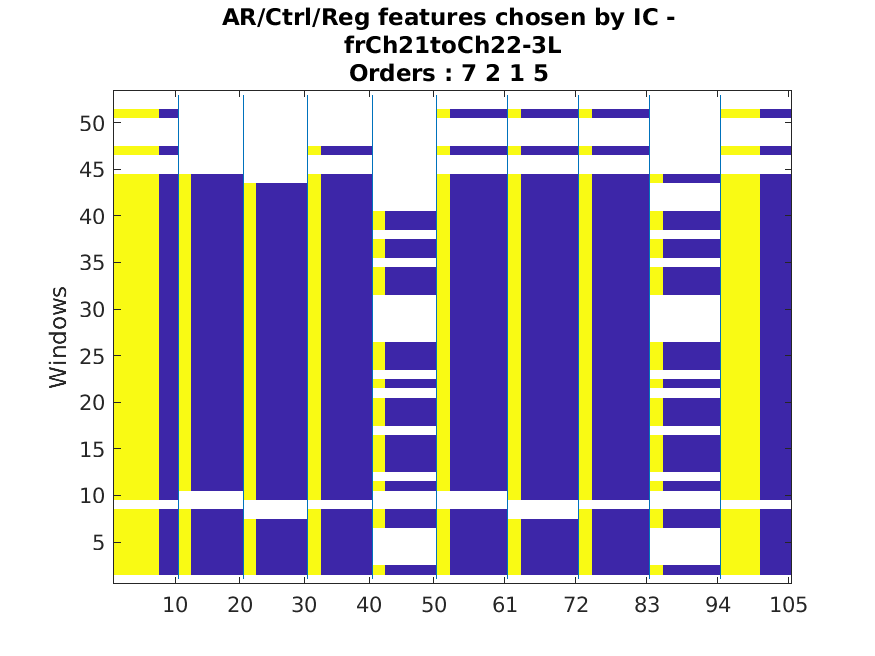 AR/Ctrl/Reg features chosen by IC -
frCh21toCh22-3L
Orders : 7 2 1 5
50
45
40
35
30
25
20
15
10
5
Windows
10 20 30 40 50 61 72 83 94 105